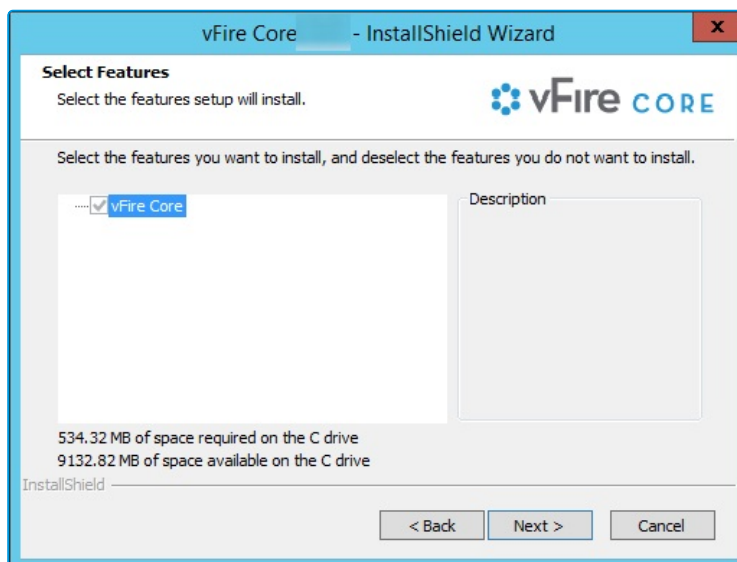 vFire Core - InstallShield Wizard
x
Select Features
Select the features setup will install.
vFire CORE
Select the features you want to install, and deselect the features you do not want to install.
vFire Core
Description
534.32 MB of space required on the C drive
9132.82 MB of space available on the C drive
InstallShield
< Back
Next >
Cancel